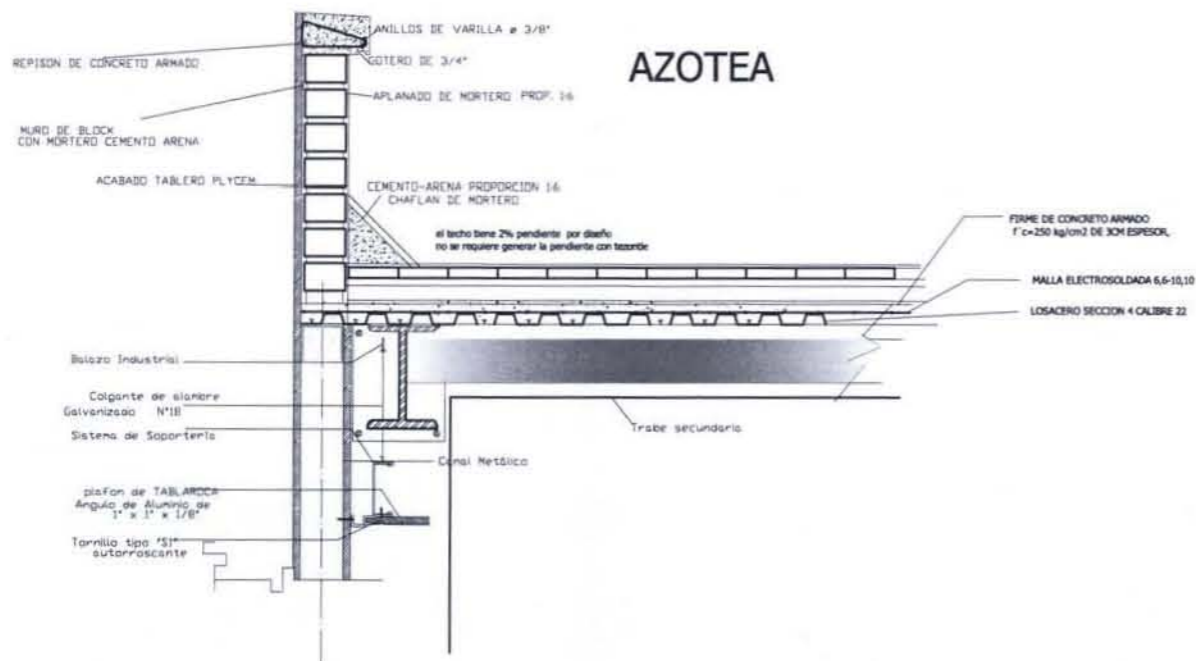 AZOTEA
ANILLOS DE VARILLA ø 3/8"
REPISON DE CONCRETO ARMADO
GOTERO DE 3/4"
APLANADO DE MORTERO PROP. 1:6
MURO DE BLOCK
CON MORTERO CEMENTO ARENA
ACABADO TABLERO PLYCEM
CEMENTO-ARENA PROPORCION 1:6
CHAFLAN DE MORTERO
el techo tiene 2% pendiente por diseño
no se requiere generar la pendiente con tezontle
FIRME DE CONCRETO ARMADO
f'c=250 kg/cm2 DE 3CM ESPESOR,
MALLA ELECTROSOLDADA 6,6-10,10
LOSACERO SECCION 4 CALIBRE 22
Balazo Industrial
Colgante de alambre
Galvanizado N°18
Sistema de Soportería
Trabe secundaria
Canal Metálico
plafon de TABLAROCA
Angulo de Aluminio de
1" x 1" x 1/8"
Tornillo tipo "S1"
autorroscante